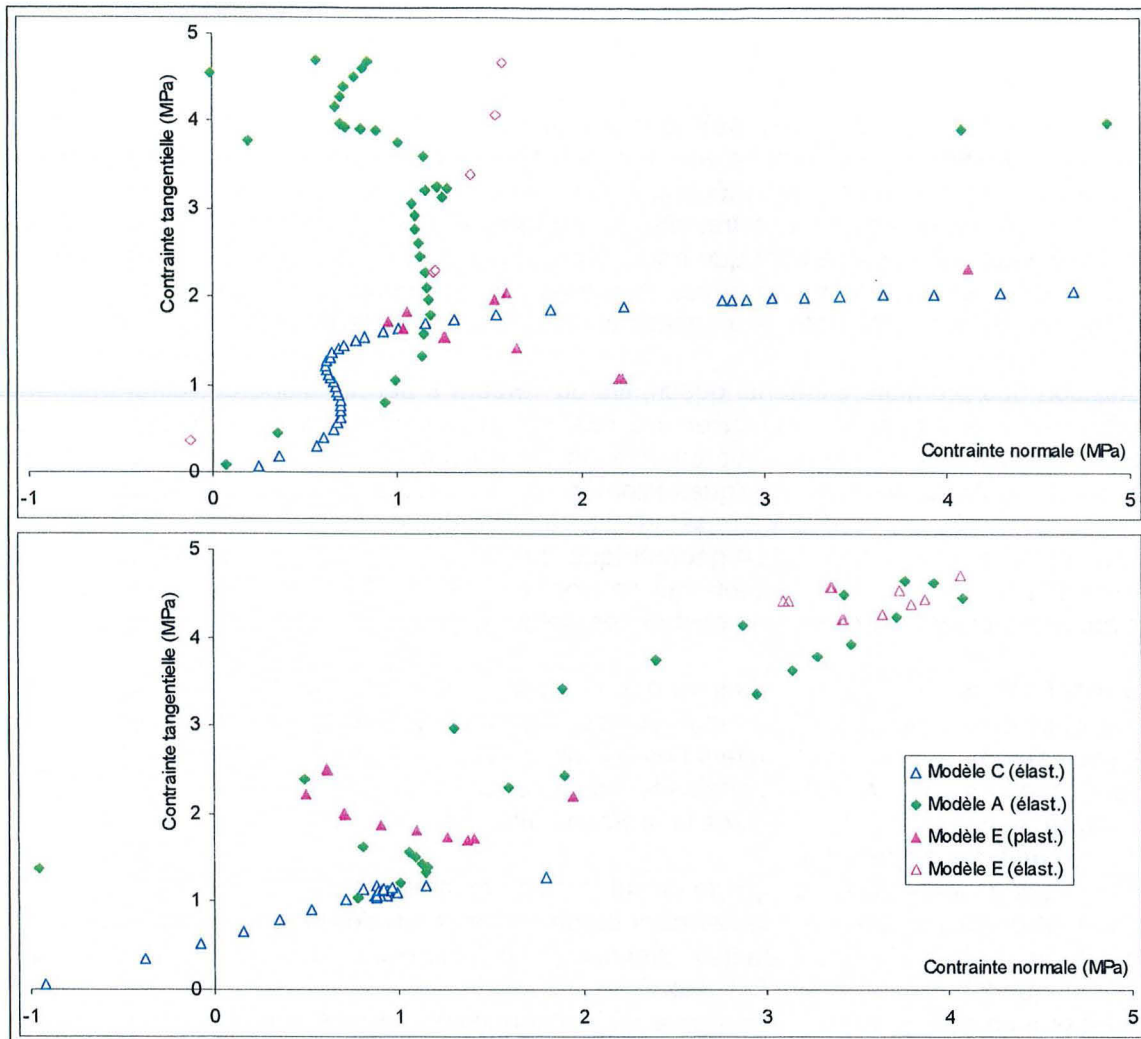 5
4
3
2
1
0
Contrainte tangentielle (MPa)
Contrainte normale (MPa)
-1 0 1 2 3 4 5
5
4
3
2
1
0
Contrainte tangentielle (MPa)
Modèle C (élast.)
Modèle A (élast.)
Modèle E (plast.)
Modèle E (élast.)
Contrainte normale (MPa)
-1 0 1 2 3 4 5